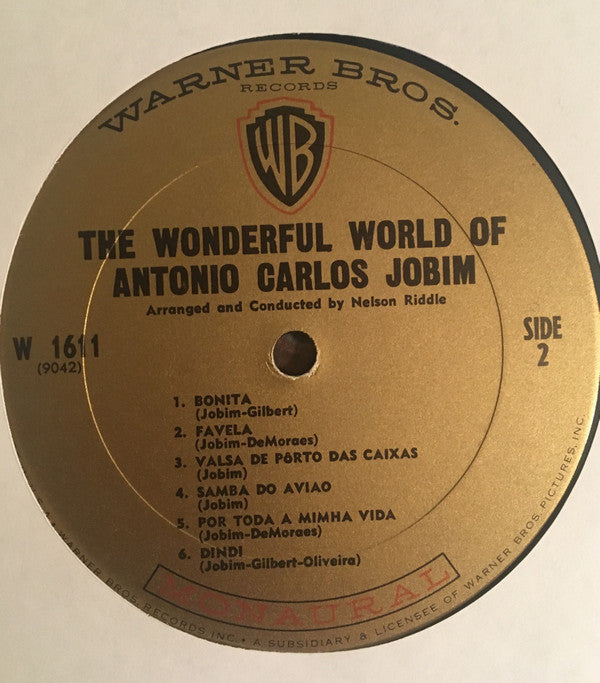 WARNER BROS.
RECORDS
WB
THE WONDERFUL WORLD OF
ANTONIO CARLOS JOBIM
Arranged and Conducted by Nelson Riddle
W 1611
(9042)
SIDE
2
1. BONITA
(Jobim-Gilbert)
2. FAVELA
(Jobim-DeMoraes)
3. VALSA DE PÔRTO DAS CAIXAS
(Jobim)
4. SAMBA DO AVIAO
(Jobim)
5. POR TODA A MIMHA VIDA
(Jobim-DeMoraes)
6. DINDI
(Jobim-Gilbert-Oliveira)
MONAURAL
WARNER BROS. RECORDS INC. • A SUBSIDIARY & LICENSEE OF WARNER BROS. PICTURES, INC.